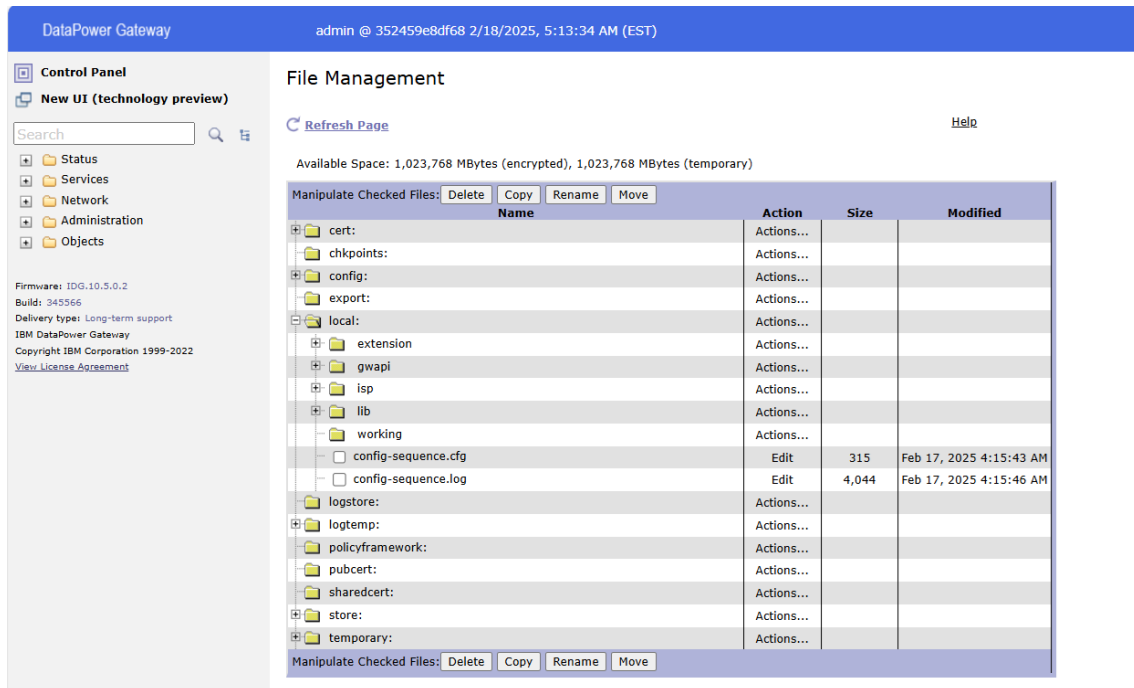 DataPower Gateway
admin @ 352459e8df68 2/18/2025, 5:13:34 AM (EST)
Control Panel
New UI (technology preview)
Search
Status
Services
Network
Administration
Objects
Firmware: IDG.10.5.0.2
Build: 345566
Delivery type: Long-term support
IBM DataPower Gateway
Copyright IBM Corporation 1999-2022
View License Agreement
File Management
Refresh Page
Help
Available Space: 1,023,768 MBytes (encrypted), 1,023,768 MBytes (temporary)
Manipulate Checked Files: Delete Copy Rename Move
Name Action Size Modified
cert: Actions...
chkpoints: Actions...
config: Actions...
export: Actions...
local: Actions...
extension Actions...
gwapi Actions...
isp Actions...
lib Actions...
working Actions...
config-sequence.cfg Edit 315 Feb 17, 2025 4:15:43 AM
config-sequence.log Edit 4,044 Feb 17, 2025 4:15:46 AM
logstore: Actions...
logtemp: Actions...
policyframework: Actions...
pubcert: Actions...
sharedcert: Actions...
store: Actions...
temporary: Actions...
Manipulate Checked Files: Delete Copy Rename Move